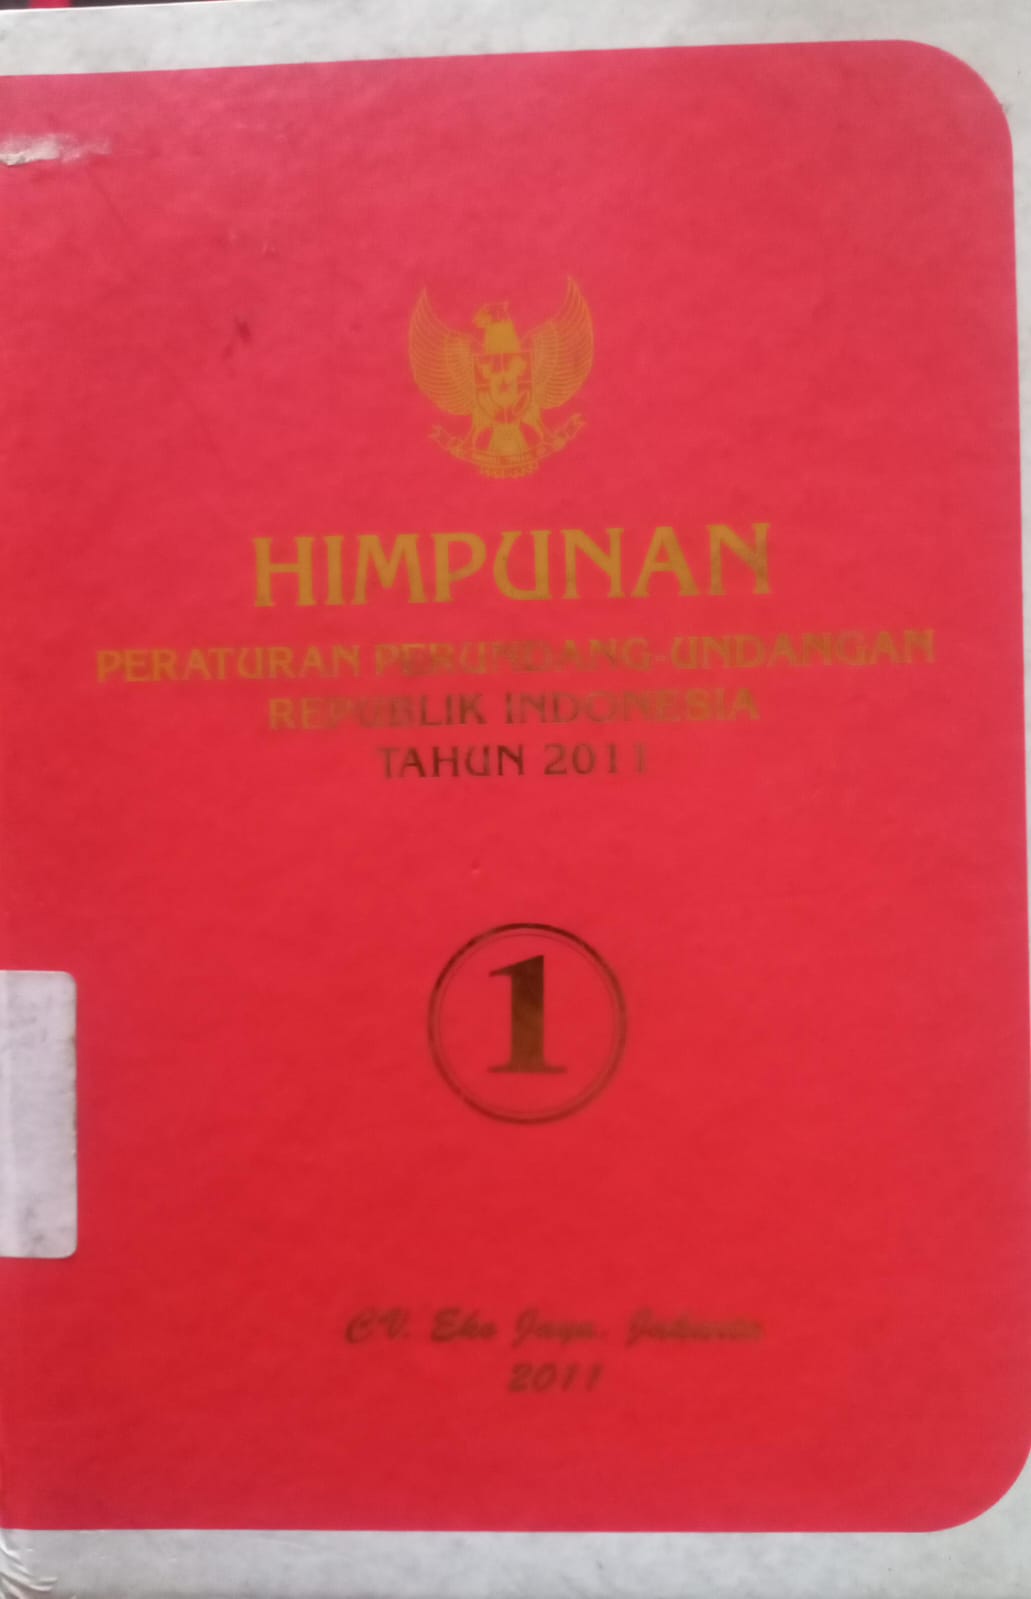 HIMPUNAN
PERATURAN PERUNDANG-UNDANGAN
REPUBLIK INDONESIA
TAHUN 2011
1
CV. Eko Jaya, Jakarta
2011